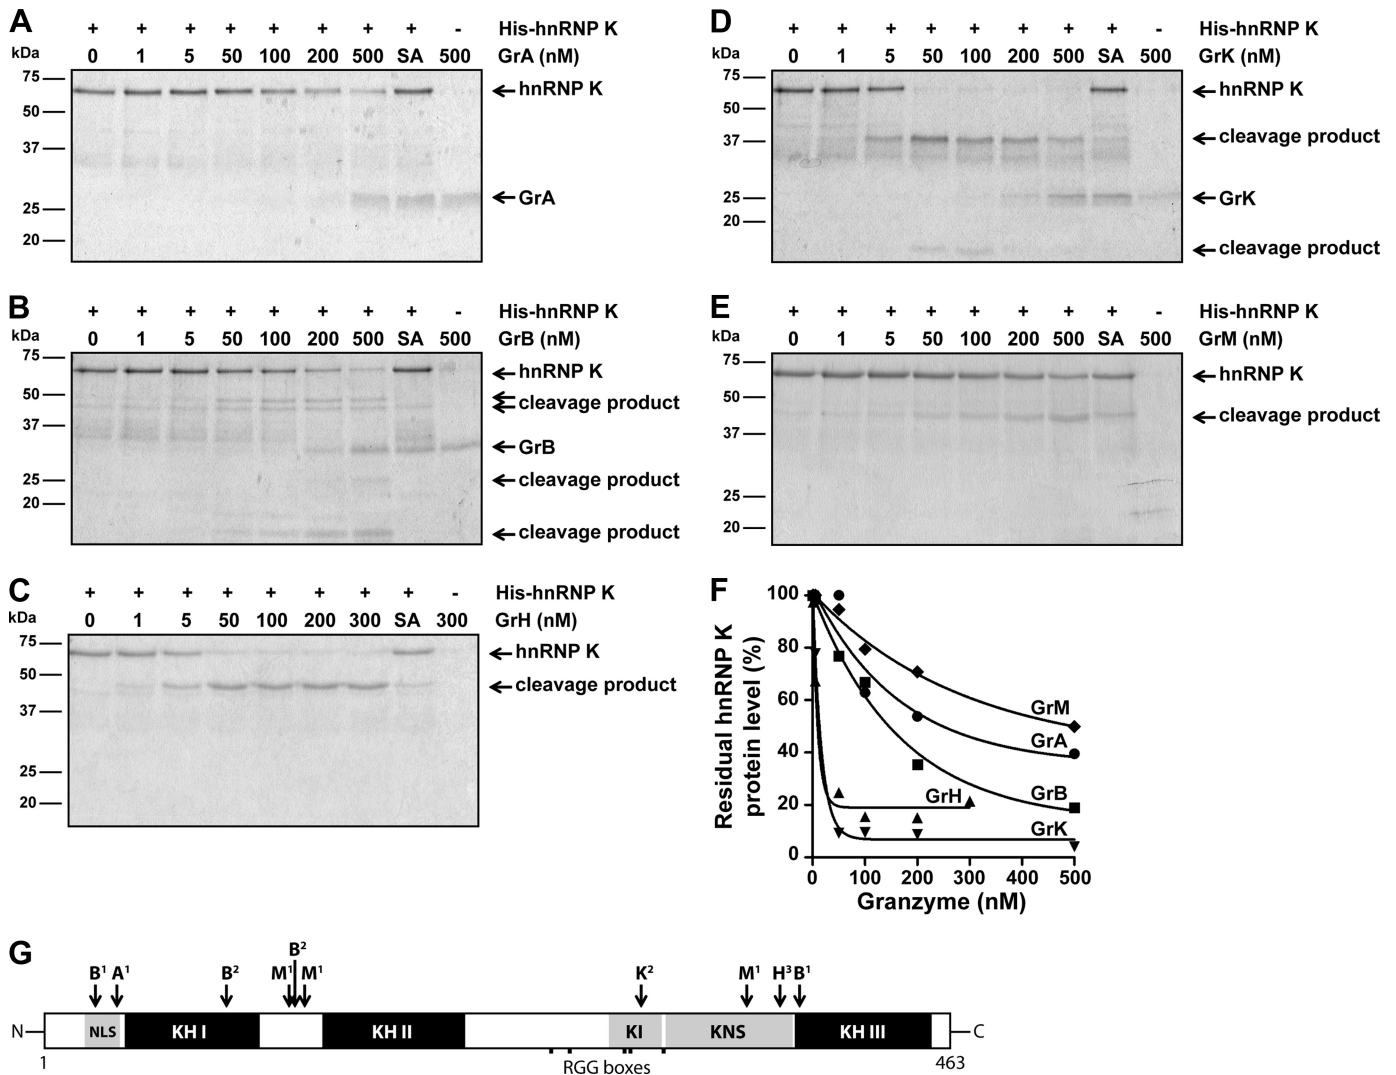 A
+ + + + + + + + - His-hnRNP K
kDa 0 1 5 50 100 200 500 SA 500 GrA (nM)
75
hnRNP K
50
37
GrA
25
20
B
+ + + + + + + + - His-hnRNP K
kDa 0 1 5 50 100 200 500 SA 500 GrB (nM)
75
hnRNP K
50
cleavage product
37
GrB
25
cleavage product
20
cleavage product
C
+ + + + + + + + - His-hnRNP K
kDa 0 1 5 50 100 200 300 SA 300 GrH (nM)
75
hnRNP K
50
cleavage product
37
25
20
D
+ + + + + + + + - His-hnRNP K
kDa 0 1 5 50 100 200 500 SA 500 GrK (nM)
75
hnRNP K
50
37
cleavage product
25
GrK
20
cleavage product
E
+ + + + + + + + - His-hnRNP K
kDa 0 1 5 50 100 200 500 SA 500 GrM (nM)
75
hnRNP K
50
cleavage product
37
25
20
F
Residual hnRNP K
protein level (%)
100
80
60
40
20
0
GrM
GrA
GrB
GrH
GrK
0 100 200 300 400 500
Granzyme (nM)
G
B²
B¹ A¹ B² M¹ M¹ K² M¹ H³ B¹
N NLS KH I KH II KI KNS KH III C
1 RGG boxes 463